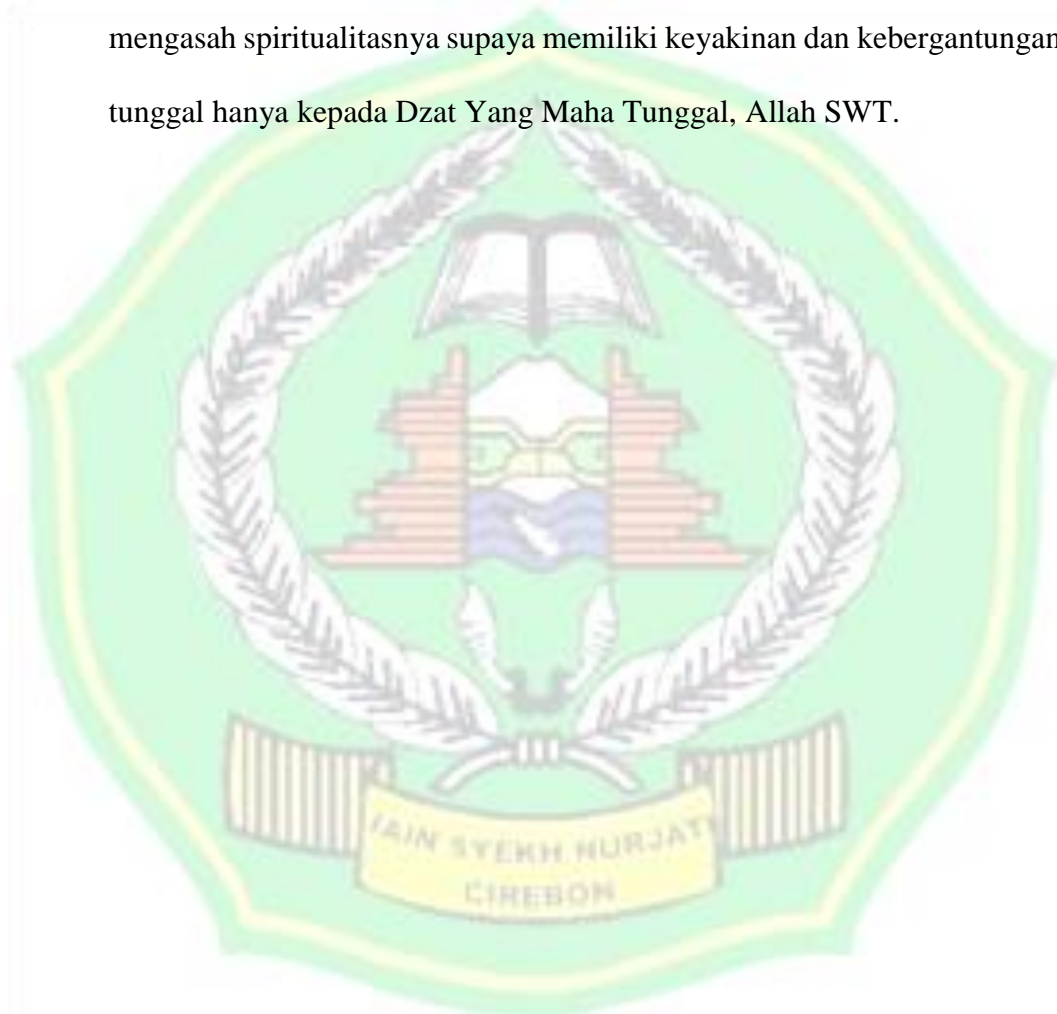 mengasah spiritualitasnya supaya memiliki keyakinan dan kebergantungan
tunggal hanya kepada Dzat Yang Maha Tunggal, Allah SWT.
IAIN SYEKH NURJATI
CIREBON